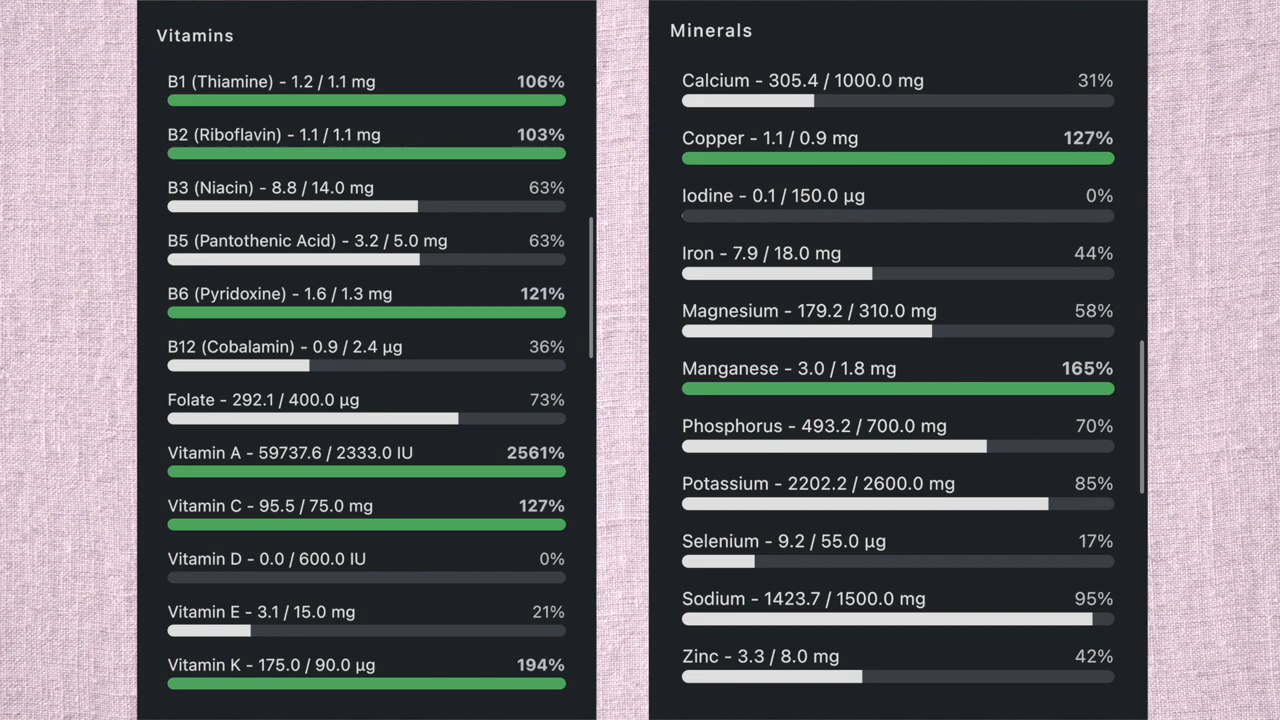 Vitamins
B1 (Thiamine) - 1.2 / 1.1 mg 106%
B2 (Riboflavin) - 1.1 / 1.1 mg 103%
B3 (Niacin) - 8.8 / 14.0 mg 63%
B5 (Pantothenic Acid) - 3.2 / 5.0 mg 63%
B6 (Pyridoxine) - 1.6 / 1.3 mg 121%
B12 (Cobalamin) - 0.9 / 2.4 µg 36%
Folate - 292.1 / 400.0 µg 73%
Vitamin A - 59737.6 / 2333.0 IU 2561%
Vitamin C - 95.5 / 75.0 mg 127%
Vitamin D - 0.0 / 600.0 IU 0%
Vitamin E - 3.1 / 15.0 mg 21%
Vitamin K - 175.0 / 90.0 µg 194%
Minerals
Calcium - 305.4 / 1000.0 mg 31%
Copper - 1.1 / 0.9 mg 127%
Iodine - 0.1 / 150.0 µg 0%
Iron - 7.9 / 18.0 mg 44%
Magnesium - 179.2 / 310.0 mg 58%
Manganese - 3.0 / 1.8 mg 165%
Phosphorus - 493.2 / 700.0 mg 70%
Potassium - 2202.2 / 2600.0 mg 85%
Selenium - 9.2 / 55.0 µg 17%
Sodium - 1423.7 / 1500.0 mg 95%
Zinc - 3.3 / 8.0 mg 42%